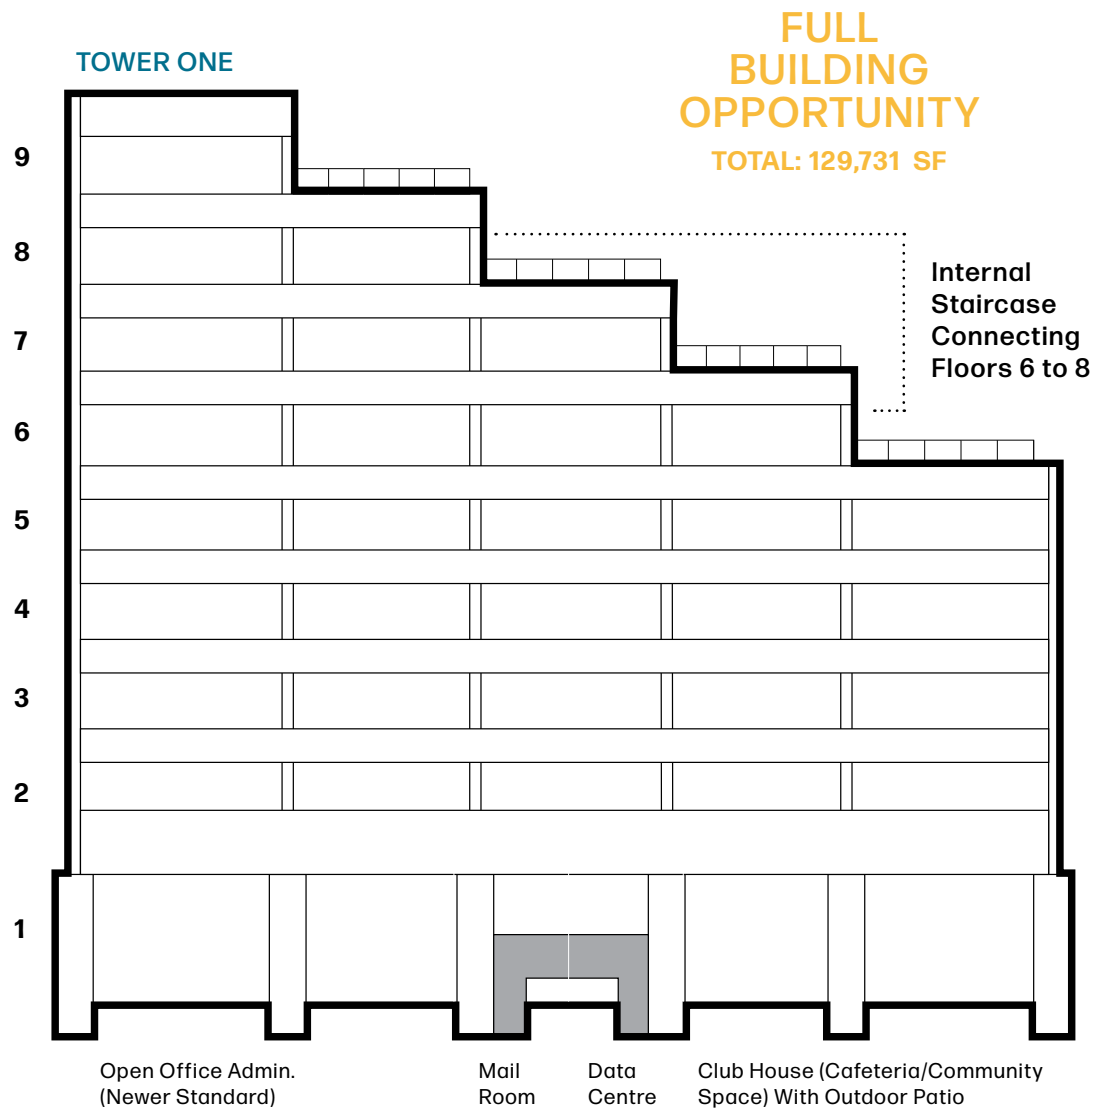 FULL
BUILDING
OPPORTUNITY
TOTAL: 129,731 SF
TOWER ONE
9
8
7
6
5
4
3
2
1
Internal
Staircase
Connecting
Floors 6 to 8
Open Office Admin.
(Newer Standard)
Mail
Room
Data
Centre
Club House (Cafeteria/Community
Space) With Outdoor Patio